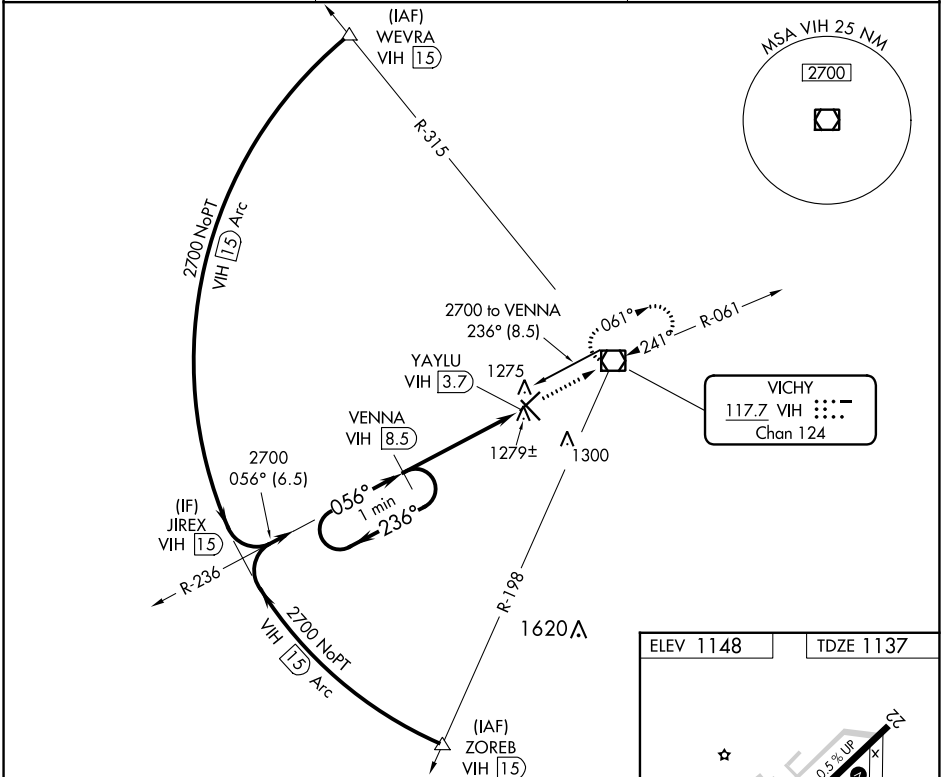 (IAF)
WEVRA
VIH 15
MSA VIH 25 NM
2700
R-315
2700 NoPT
VIH 15 Arc
2700 to VENNA
236° (8.5)
061°
R-061
241°
YAYLU
VIH 3.7
1275
VICHY
117.7 VIH
Chan 124
VENNA
VIH 8.5
1279±
1300
2700
056° (6.5)
056°
1 min
236°
(IF)
JIREX
VIH 15
R-236
R-198
2700 NoPT
VIH 15 Arc
1620
(IAF)
ZOREB
VIH 15
ELEV 1148
TDZE 1137
22
0.5% UP
X